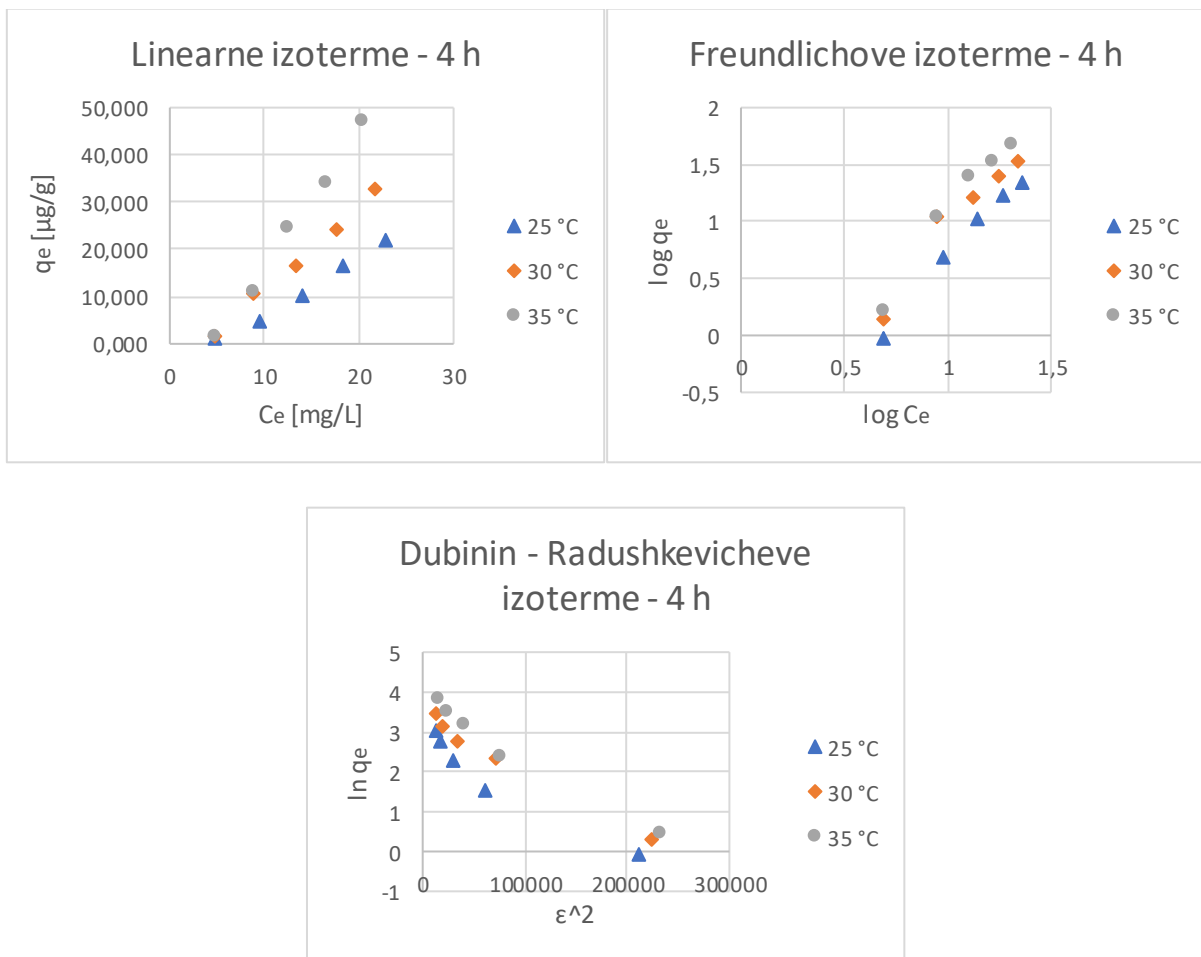 Linearne izoterme - 4 h
50,000
40,000
30,000
20,000
10,000
0,000
qe [µg/g]
0 10 20 30
Ce [mg/L]
25 °C
30 °C
35 °C
Freundlichove izoterme - 4 h
2
1,5
1
0,5
0
-0,5
log qe
0 0,5 1 1,5
log Ce
25 °C
30 °C
35 °C
Dubinin - Radushkevicheve
izoterme - 4 h
5
4
3
2
1
0
-1
ln qe
0 100000 200000 300000
ε^2
25 °C
30 °C
35 °C